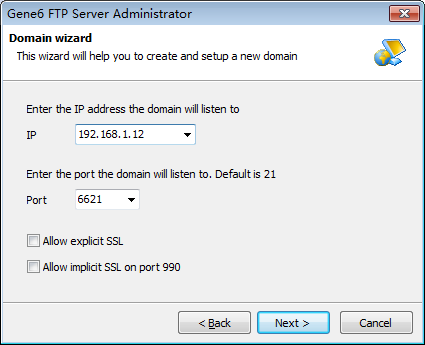 Gene6 FTP Server Administrator
Domain wizard
This wizard will help you to create and setup a new domain
Enter the IP address the domain will listen to
IP 192.168.1.12
Enter the port the domain will listen to. Default is 21
Port 6621
Allow explicit SSL
Allow implicit SSL on port 990
< Back Next > Cancel